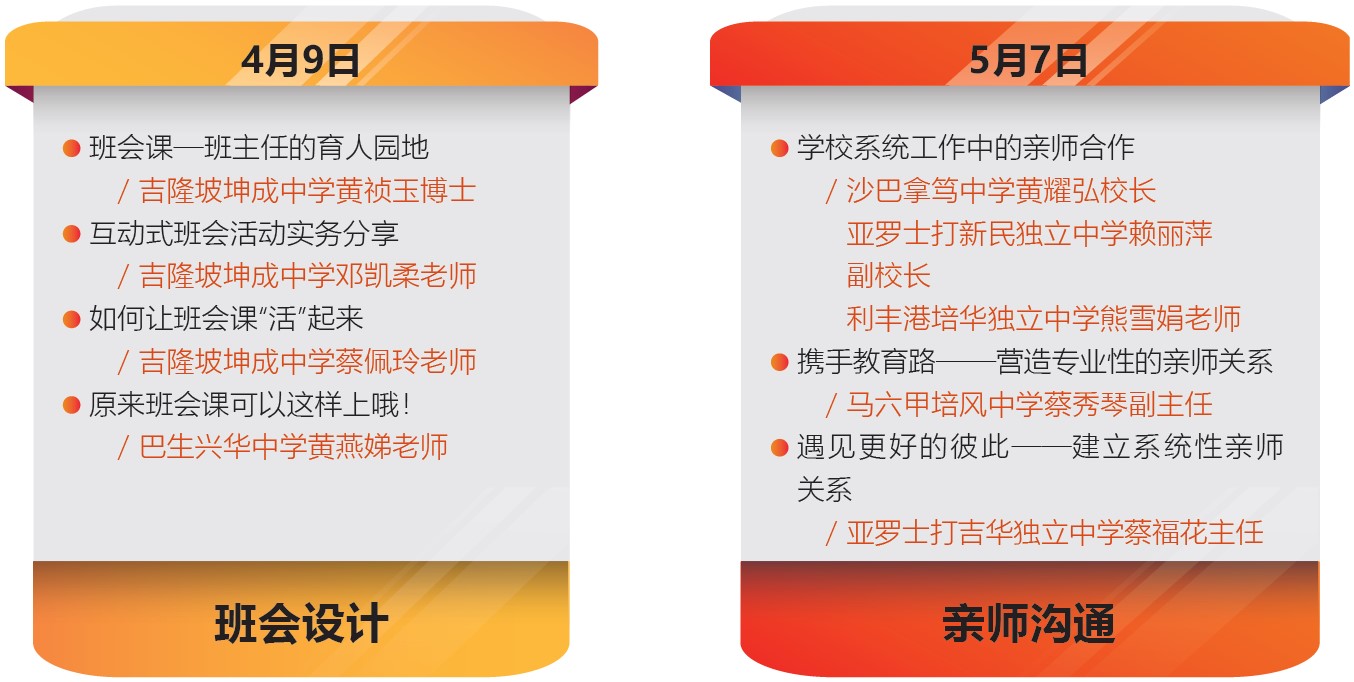 4月9日
班会课—班主任的育人园地
/ 吉隆坡坤成中学黄祯玉博士
互动式班会活动实务分享
/ 吉隆坡坤成中学邓凯柔老师
如何让班会课“活”起来
/ 吉隆坡坤成中学蔡佩玲老师
原来班会课可以这样上哦！
/ 巴生兴华中学黄燕娣老师
班会设计
5月7日
学校系统工作中的亲师合作
/ 沙巴拿笃中学黄耀弘校长
亚罗士打新民独立中学赖丽萍
副校长
利丰港培华独立中学熊雪娟老师
携手教育路——营造专业性的亲师关系
/ 马六甲培风中学蔡秀琴副主任
遇见更好的彼此——建立系统性亲师
关系
/ 亚罗士打吉华独立中学蔡福花主任
亲师沟通